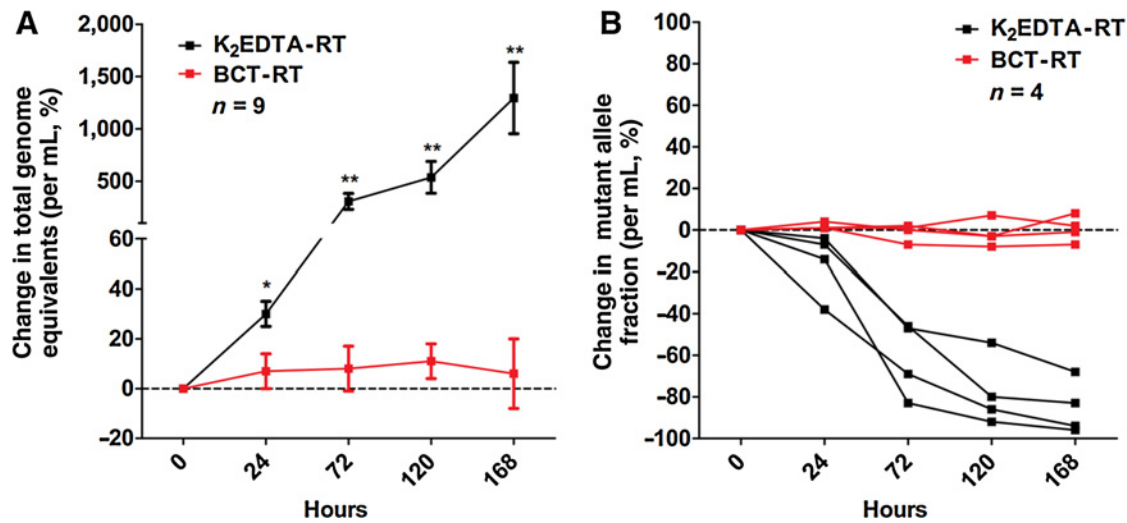 A
Change in total genome
equivalents (per mL, %)
2,000
1,500
1,000
500
60
40
20
0
–20
K₂EDTA-RT
BCT-RT
n = 9
*
**
**
**
0
24
72
120
168
Hours
B
Change in mutant allele
fraction (per mL, %)
100
80
60
40
20
0
–20
–40
–60
–80
–100
K₂EDTA-RT
BCT-RT
n = 4
0
24
72
120
168
Hours